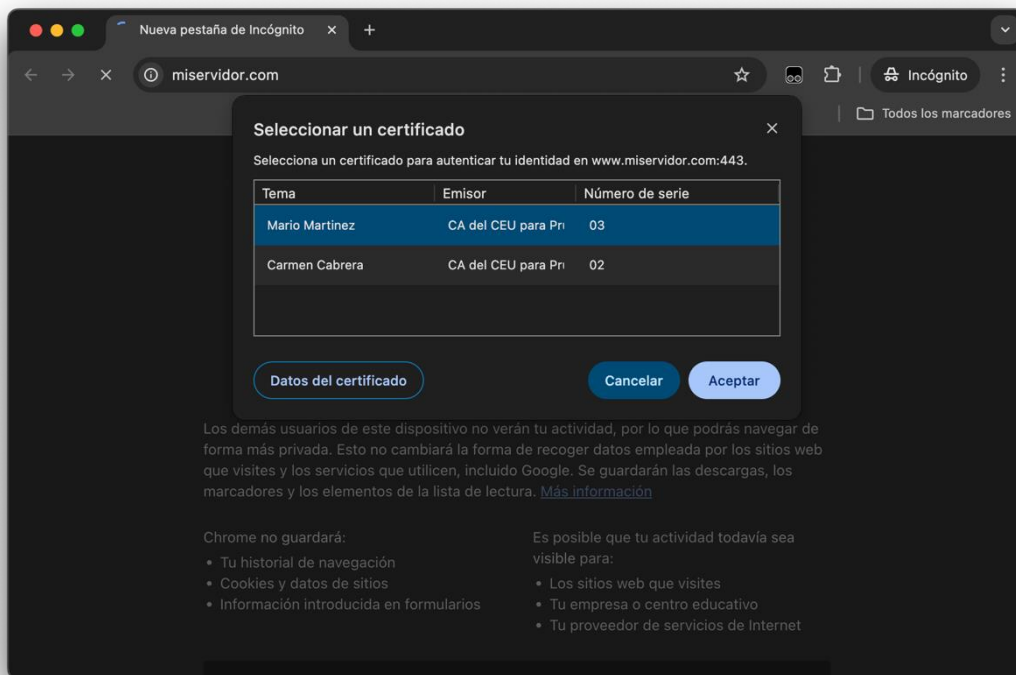 Nueva pestaña de Incógnito
miservidor.com
Incógnito
Todos los marcadores
Seleccionar un certificado
Selecciona un certificado para autenticar tu identidad en www.miservidor.com:443.
Tema Emisor Número de serie
Mario Martinez CA del CEU para Pr 03
Carmen Cabrera CA del CEU para Pr 02
Datos del certificado Cancelar Aceptar
Los demás usuarios de este dispositivo no verán tu actividad, por lo que podrás navegar de
forma más privada. Esto no cambiará la forma de recoger datos empleada por los sitios web
que visites y los servicios que utilicen, incluido Google. Se guardarán las descargas, los
marcadores y los elementos de la lista de lectura. Más información
Chrome no guardará:
• Tu historial de navegación
• Cookies y datos de sitios
• Información introducida en formularios
Es posible que tu actividad todavía sea
visible para:
• Los sitios web que visites
• Tu empresa o centro educativo
• Tu proveedor de servicios de Internet